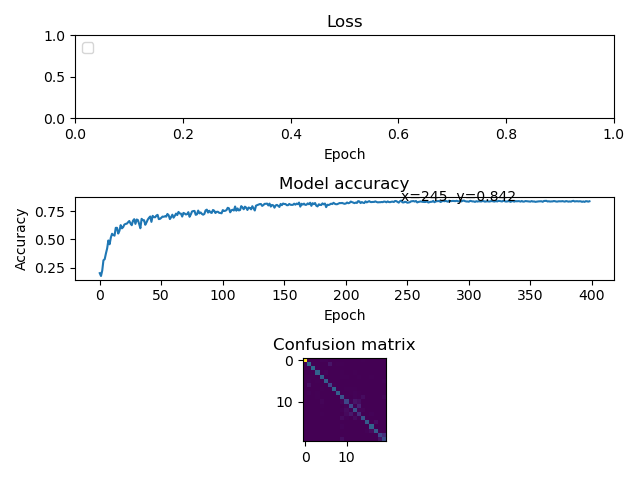 Loss
1.0
0.5
0.0
0.0 0.2 0.4 0.6 0.8 1.0
Epoch
Model accuracy
x=245, y=0.842
Accuracy
0.75
0.50
0.25
0 50 100 150 200 250 300 350 400
Epoch
Confusion matrix
0
10
0 10